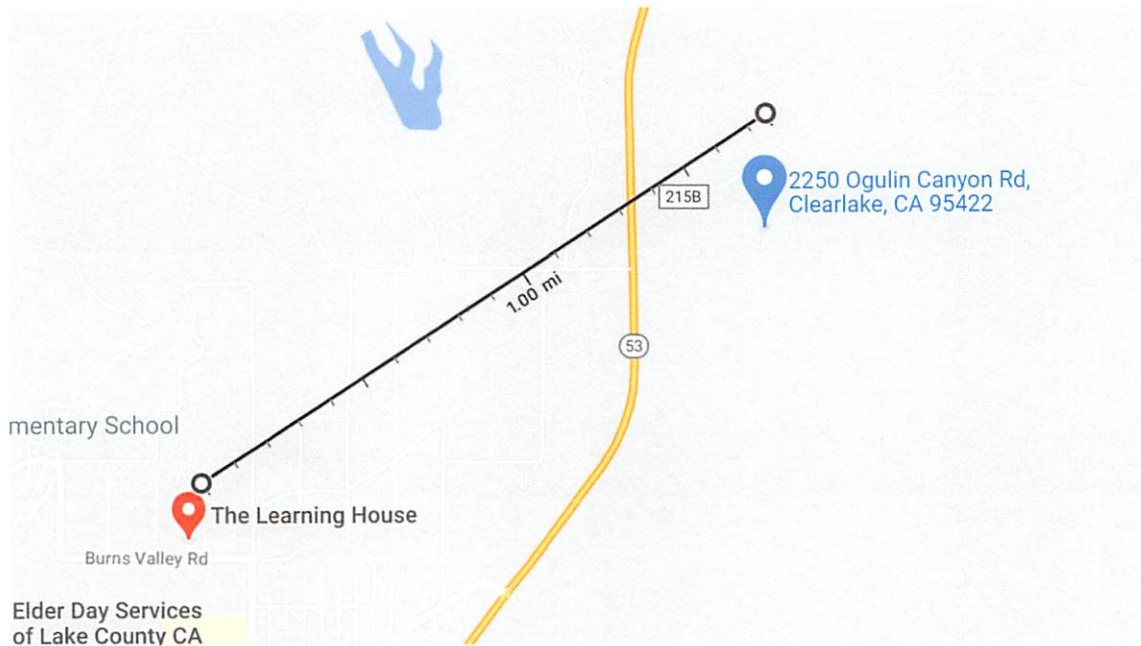 2250 Ogulin Canyon Rd,
Clearlake, CA 95422
215B
1.00 mi
53
mentary School
The Learning House
Burns Valley Rd
Elder Day Services
of Lake County CA